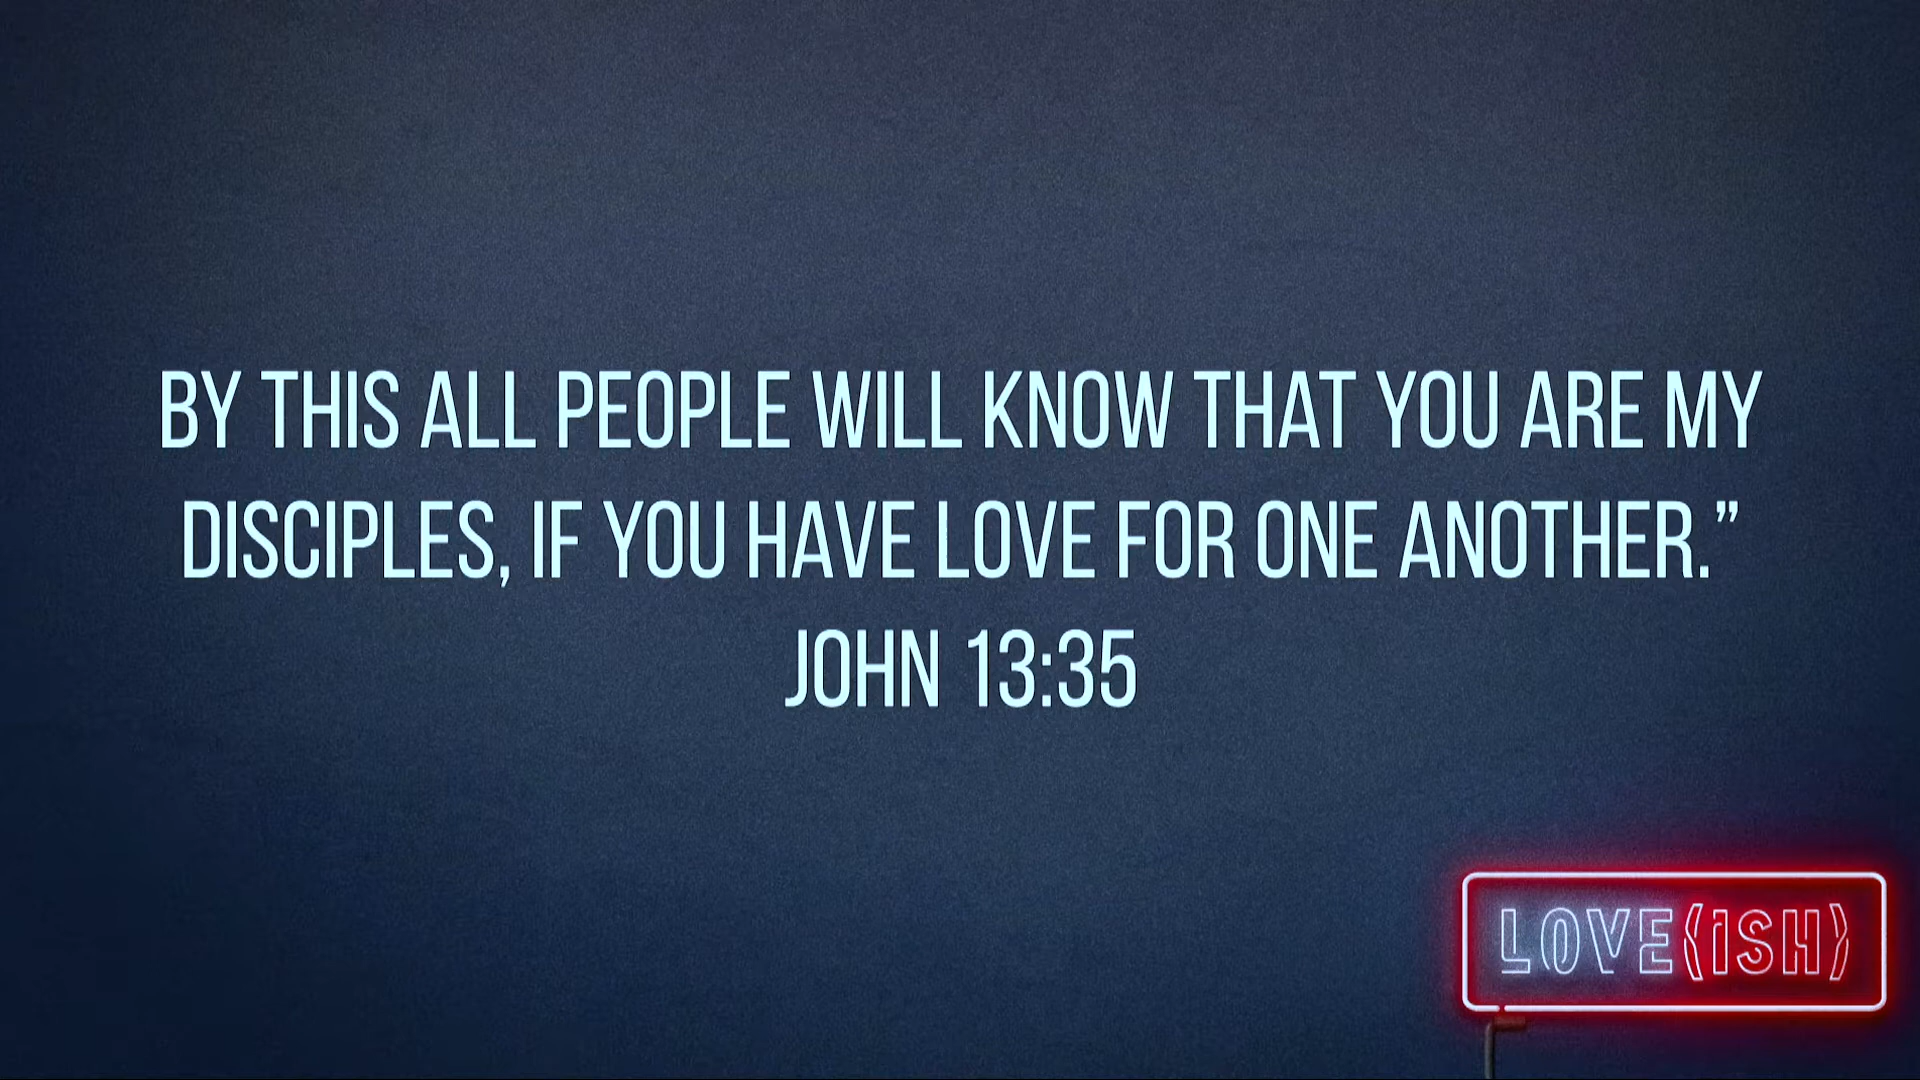 BY THIS ALL PEOPLE WILL KNOW THAT YOU ARE MY
DISCIPLES, IF YOU HAVE LOVE FOR ONE ANOTHER.”
JOHN 13:35
LOVE(ISH)